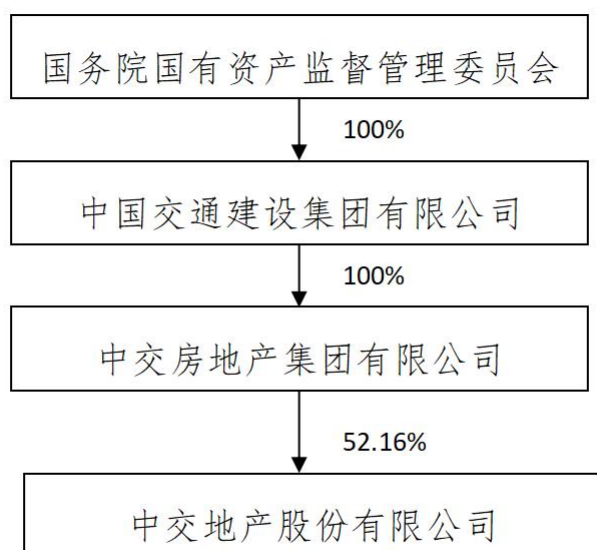 国务院国有资产监督管理委员会
100%
中国交通建设集团有限公司
100%
中交房地产集团有限公司
52.16%
中交地产股份有限公司